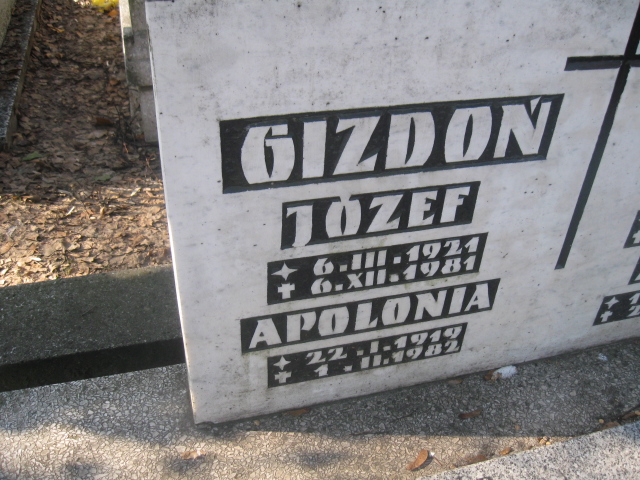 GIZDOŃ
JÓZEF
6-III-1921
6-XII-1981
APOLONIA
22-I-1919
1-II-1982